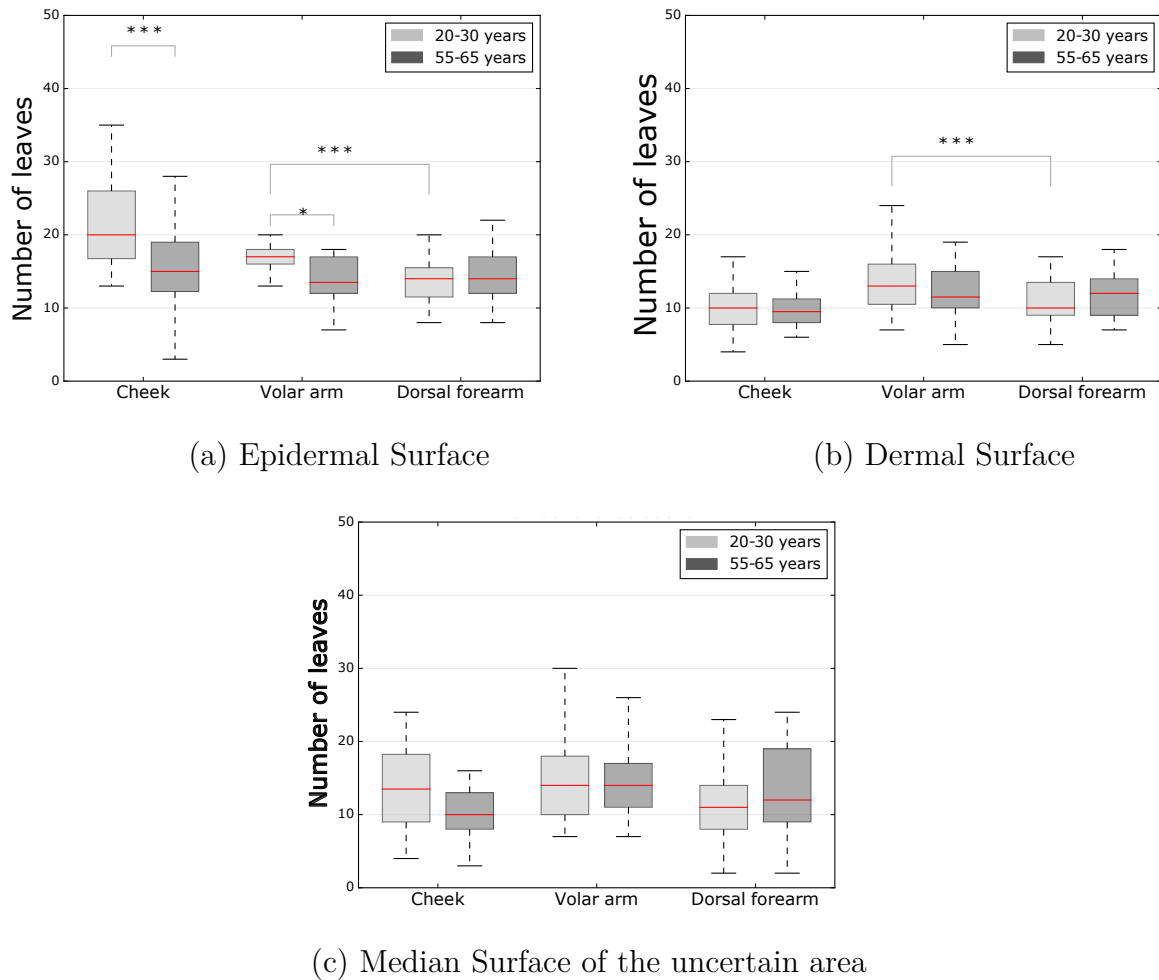 50
40
30
20
10
0
Number of leaves
***
***
*
20-30 years
55-65 years
Cheek Volar arm Dorsal forearm
(a) Epidermal Surface
50
40
30
20
10
0
Number of leaves
***
20-30 years
55-65 years
Cheek Volar arm Dorsal forearm
(b) Dermal Surface
50
40
30
20
10
0
Number of leaves
20-30 years
55-65 years
Cheek Volar arm Dorsal forearm
(c) Median Surface of the uncertain area